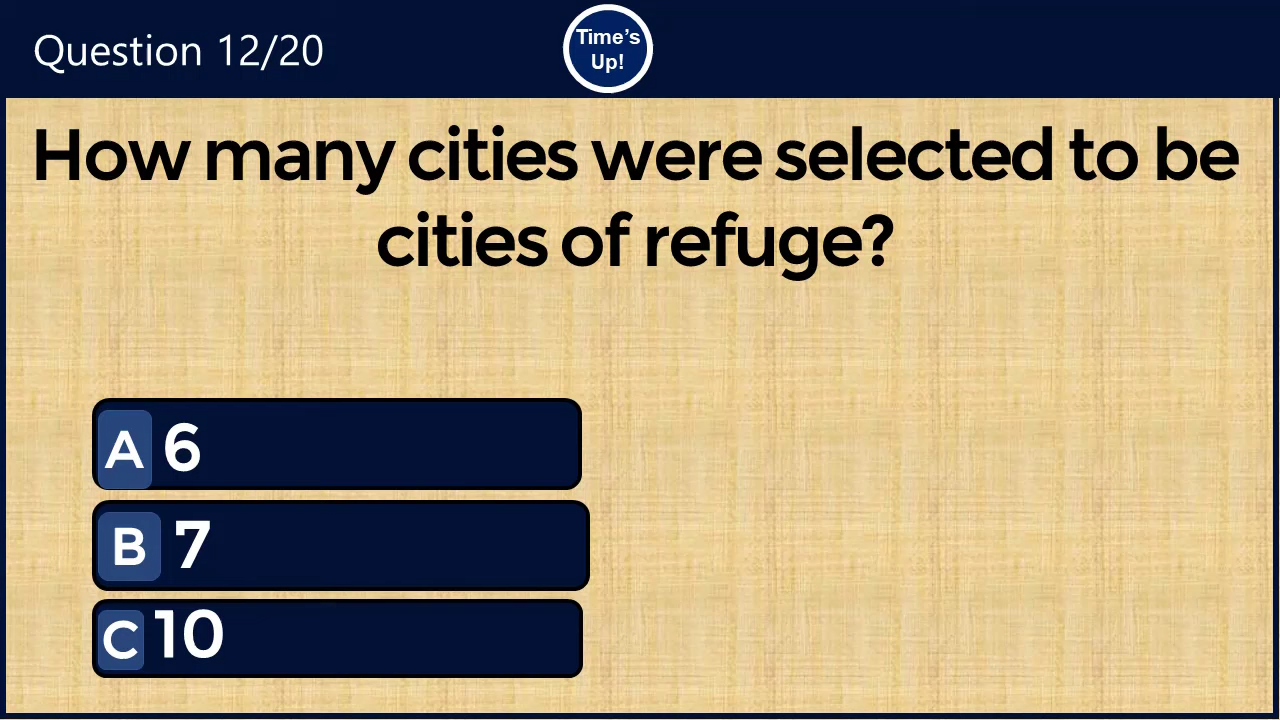 Question 12/20
Time's
Up!
How many cities were selected to be
cities of refuge?
A 6
B 7
C 10